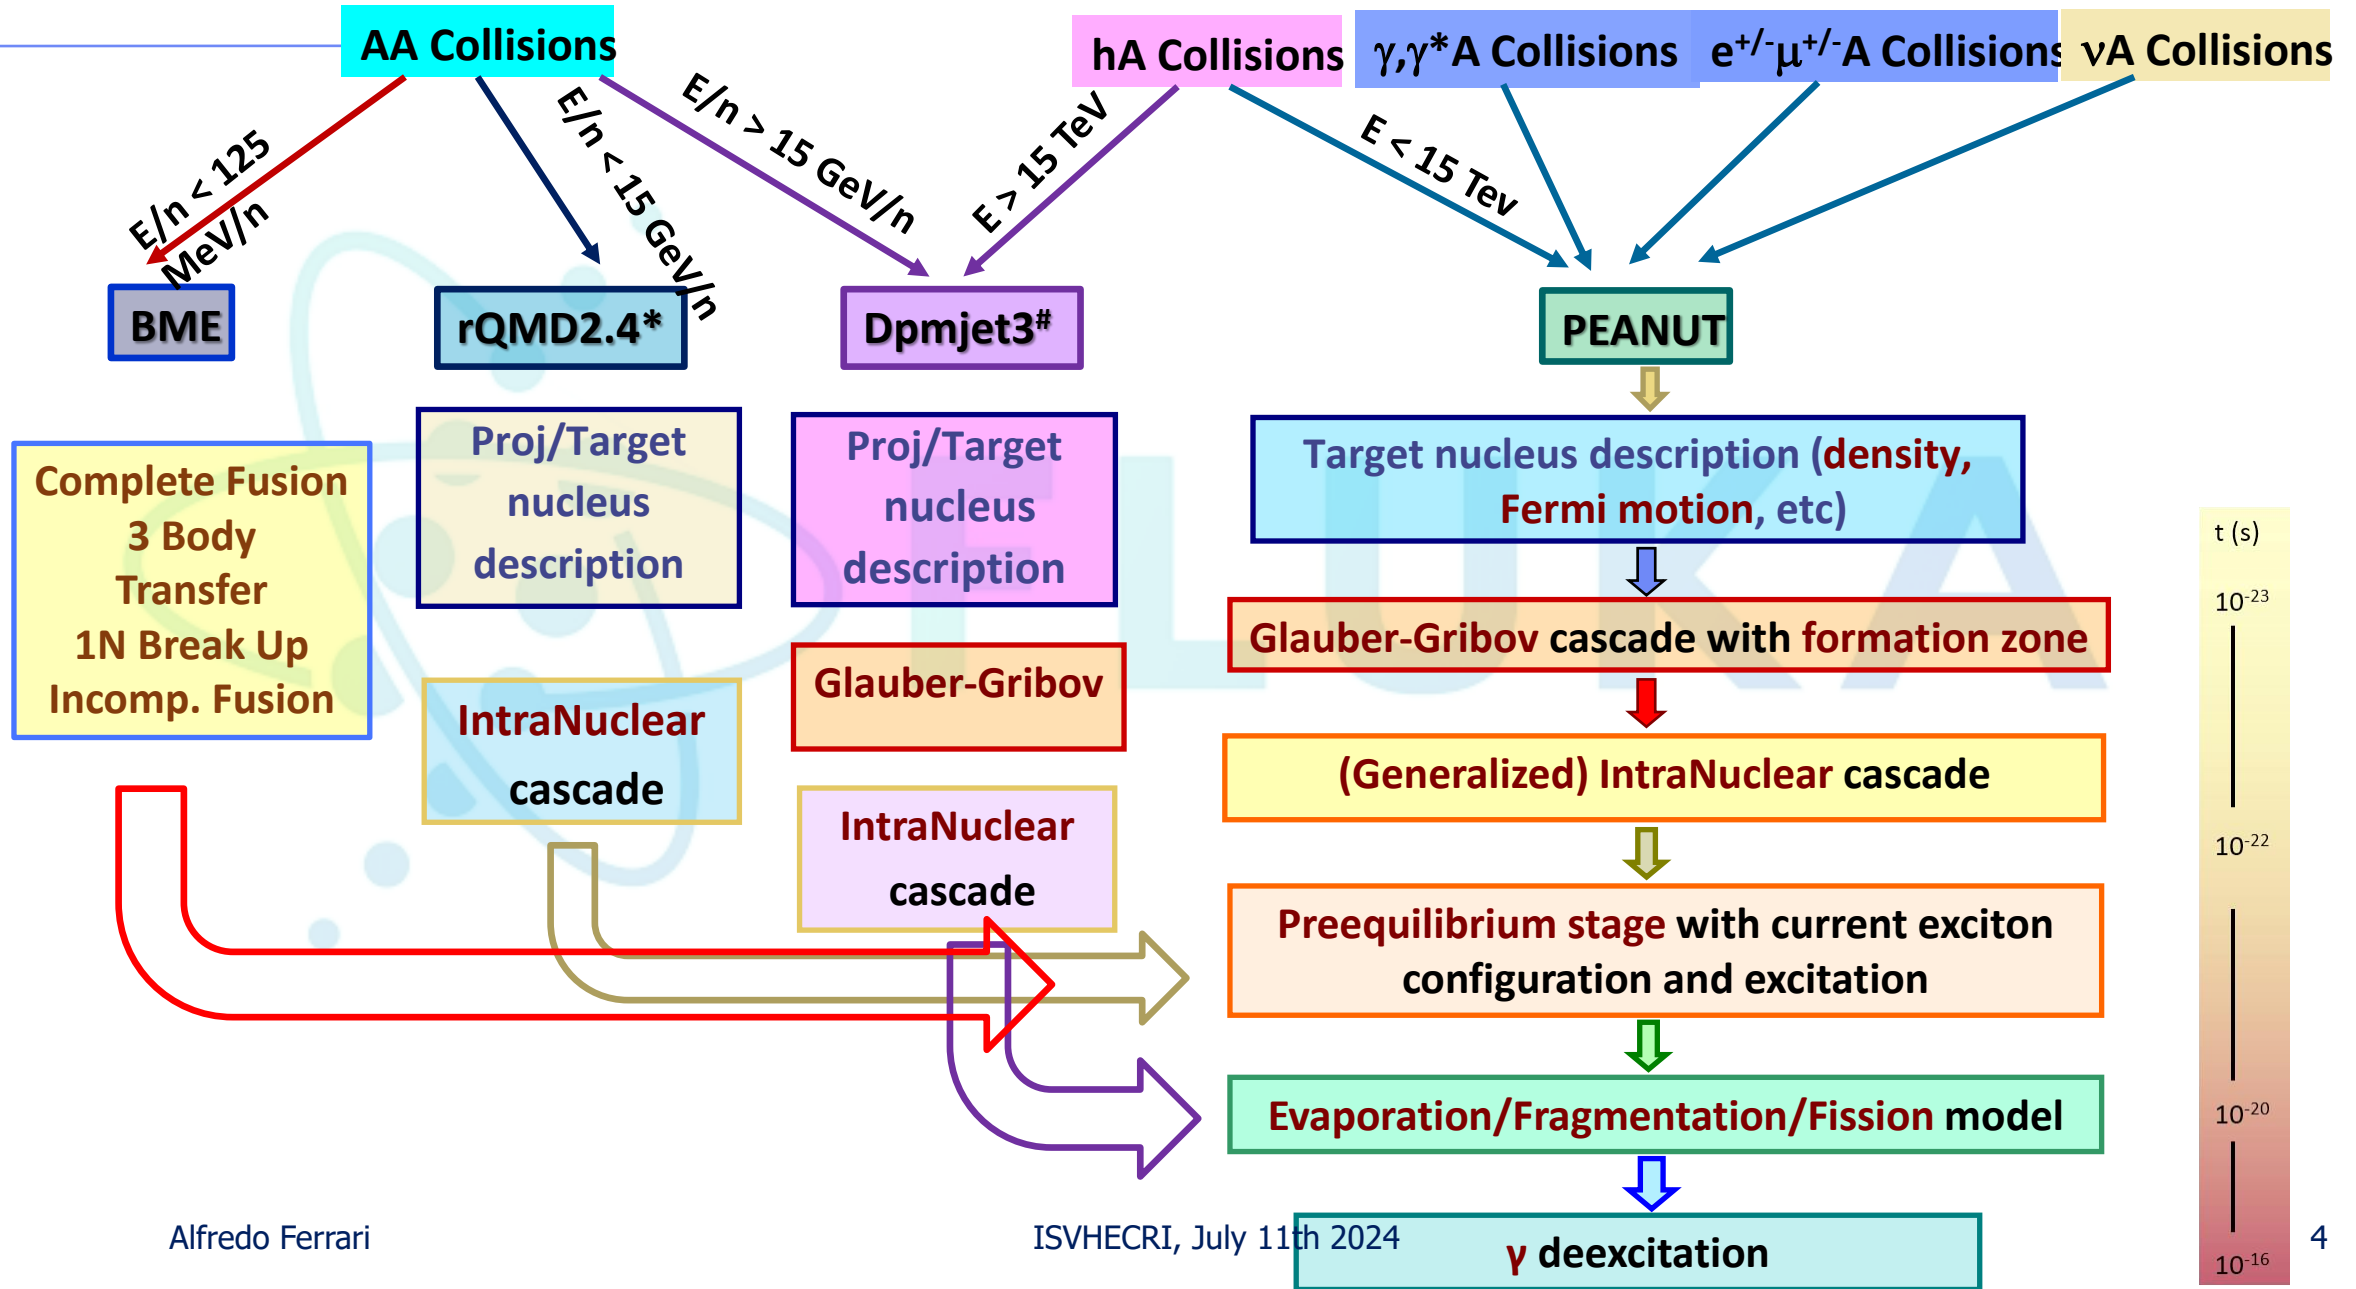 AA Collisions
hA Collisions
γ,γ*A Collisions
e+/-μ+/-A Collisions
νA Collisions
E/n < 125
MeV/n
E/n < 15 GeV/n
E/n > 15 GeV/n
E > 15 TeV
E < 15 Tev
BME
rQMD2.4*
Dpmjet3#
PEANUT
Complete Fusion
3 Body
Transfer
1N Break Up
Incomp. Fusion
Proj/Target
nucleus
description
IntraNuclear
cascade
Proj/Target
nucleus
description
Glauber-Gribov
IntraNuclear
cascade
Target nucleus description (density,
Fermi motion, etc)
Glauber-Gribov cascade with formation zone
(Generalized) IntraNuclear cascade
Preequilibrium stage with current exciton
configuration and excitation
Evaporation/Fragmentation/Fission model
γ deexcitation
t (s)
10-23
10-22
10-20
10-16
FLUKA
Alfredo Ferrari
ISVHECRI, July 11th 2024
4